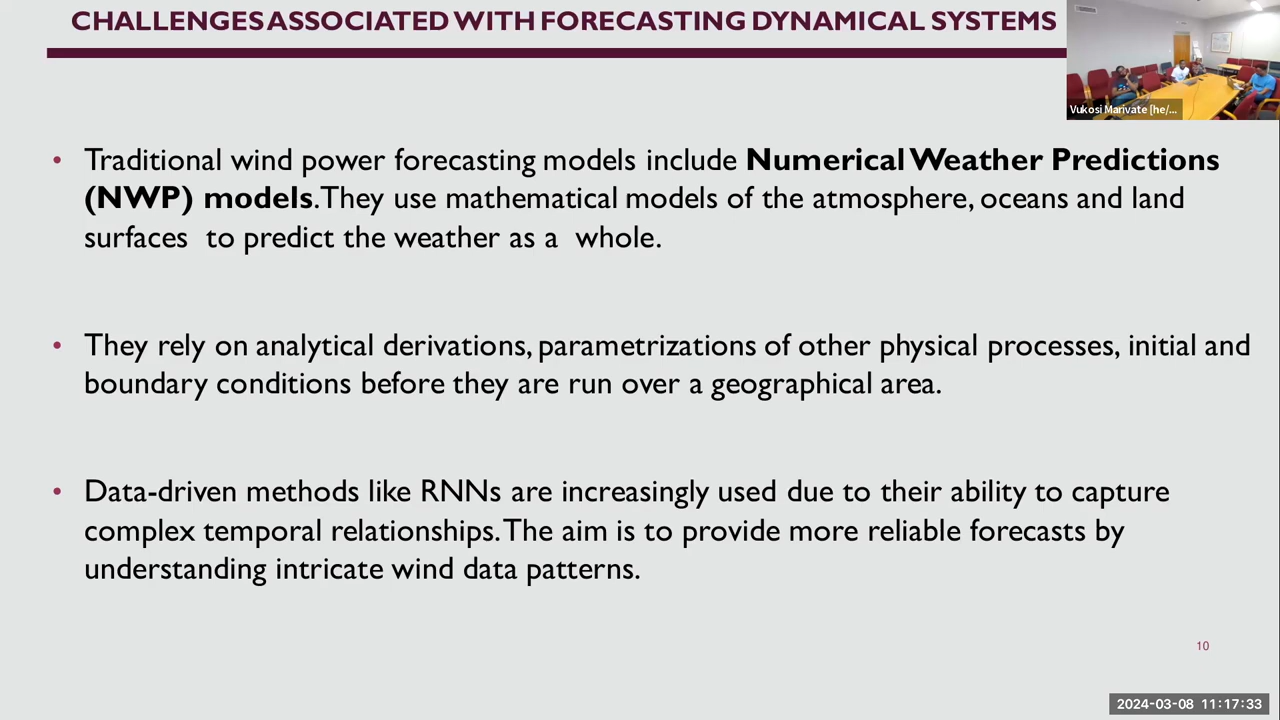 CHALLENGES ASSOCIATED WITH FORECASTING DYNAMICAL SYSTEMS
Vukosi Marivate [he/...
• Traditional wind power forecasting models include Numerical Weather Predictions
(NWP) models. They use mathematical models of the atmosphere, oceans and land
surfaces to predict the weather as a whole.
• They rely on analytical derivations, parametrizations of other physical processes, initial and
boundary conditions before they are run over a geographical area.
• Data-driven methods like RNNs are increasingly used due to their ability to capture
complex temporal relationships. The aim is to provide more reliable forecasts by
understanding intricate wind data patterns.
10
2024-03-08 11:17:33